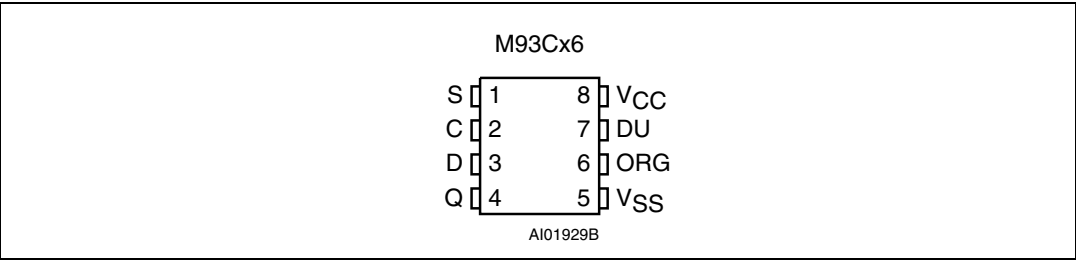 M93Cx6
S 1 8 VCC
C 2 7 DU
D 3 6 ORG
Q 4 5 VSS
AI01929B